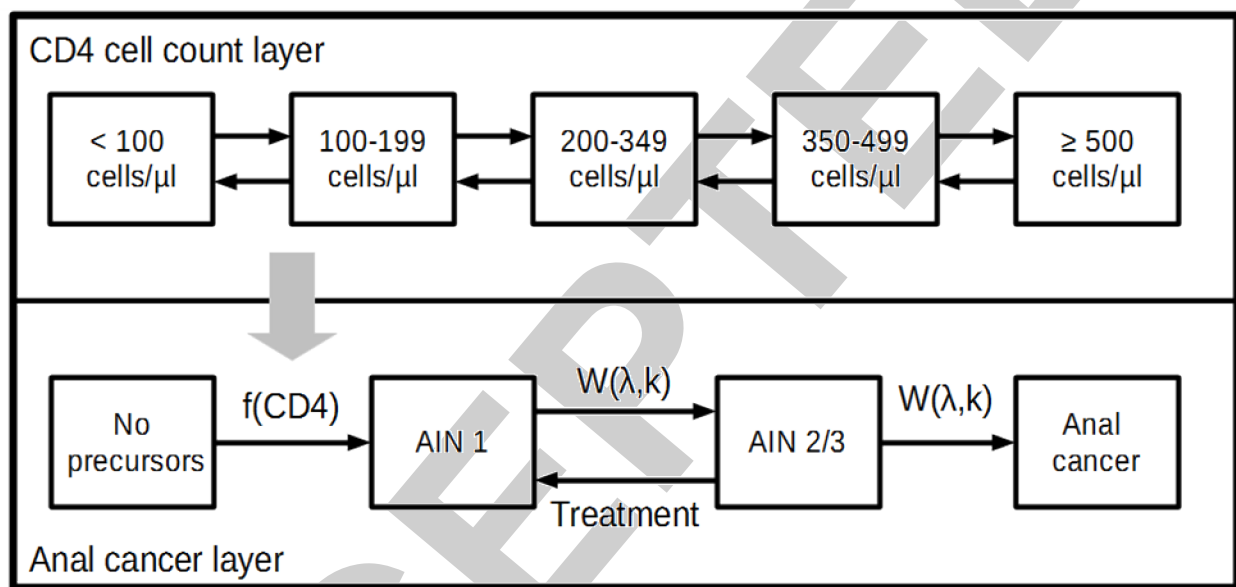 CD4 cell count layer
< 100
cells/µl
100-199
cells/µl
200-349
cells/µl
350-499
cells/µl
≥ 500
cells/µl
No
precursors
f(CD4)
AIN 1
W(λ,k)
Treatment
AIN 2/3
W(λ,k)
Anal
cancer
Anal cancer layer